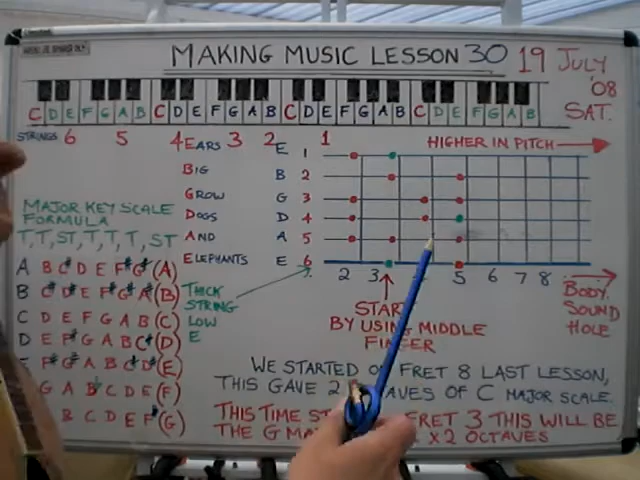 MAKING MUSIC LESSON 30 19 JULY '08 SAT.
C D E F G A B C D E F G A B C D E F G A B C D E F G A B
STRINGS 6 5 4 3 2 1
HIGHER IN PITCH
EARS E 1
BIG B 2
GROW G 3
DOGS D 4
AND A 5
ELEPHANTS E 6
2 3 5 6 7 8
MAJOR KEY SCALE
FORMULA
T, T, ST, T, T, T, ST
A B C# D E F# G# (A)
B C# D# E F# G# A# (B)
C D E F G A B (C)
D E F# G A B C# (D)
F# G# A B C# D# (E)
G A Bb C D E (F)
B C D E F# (G)
THICK
STRING
LOW
E
START
BY USING MIDDLE
FINGER
BODY
SOUND
HOLE
WE STARTED ON FRET 8 LAST LESSON,
THIS GAVE 2 OCTAVES OF C MAJOR SCALE.
THIS TIME FRET 3 THIS WILL BE
THE G x2 OCTAVES